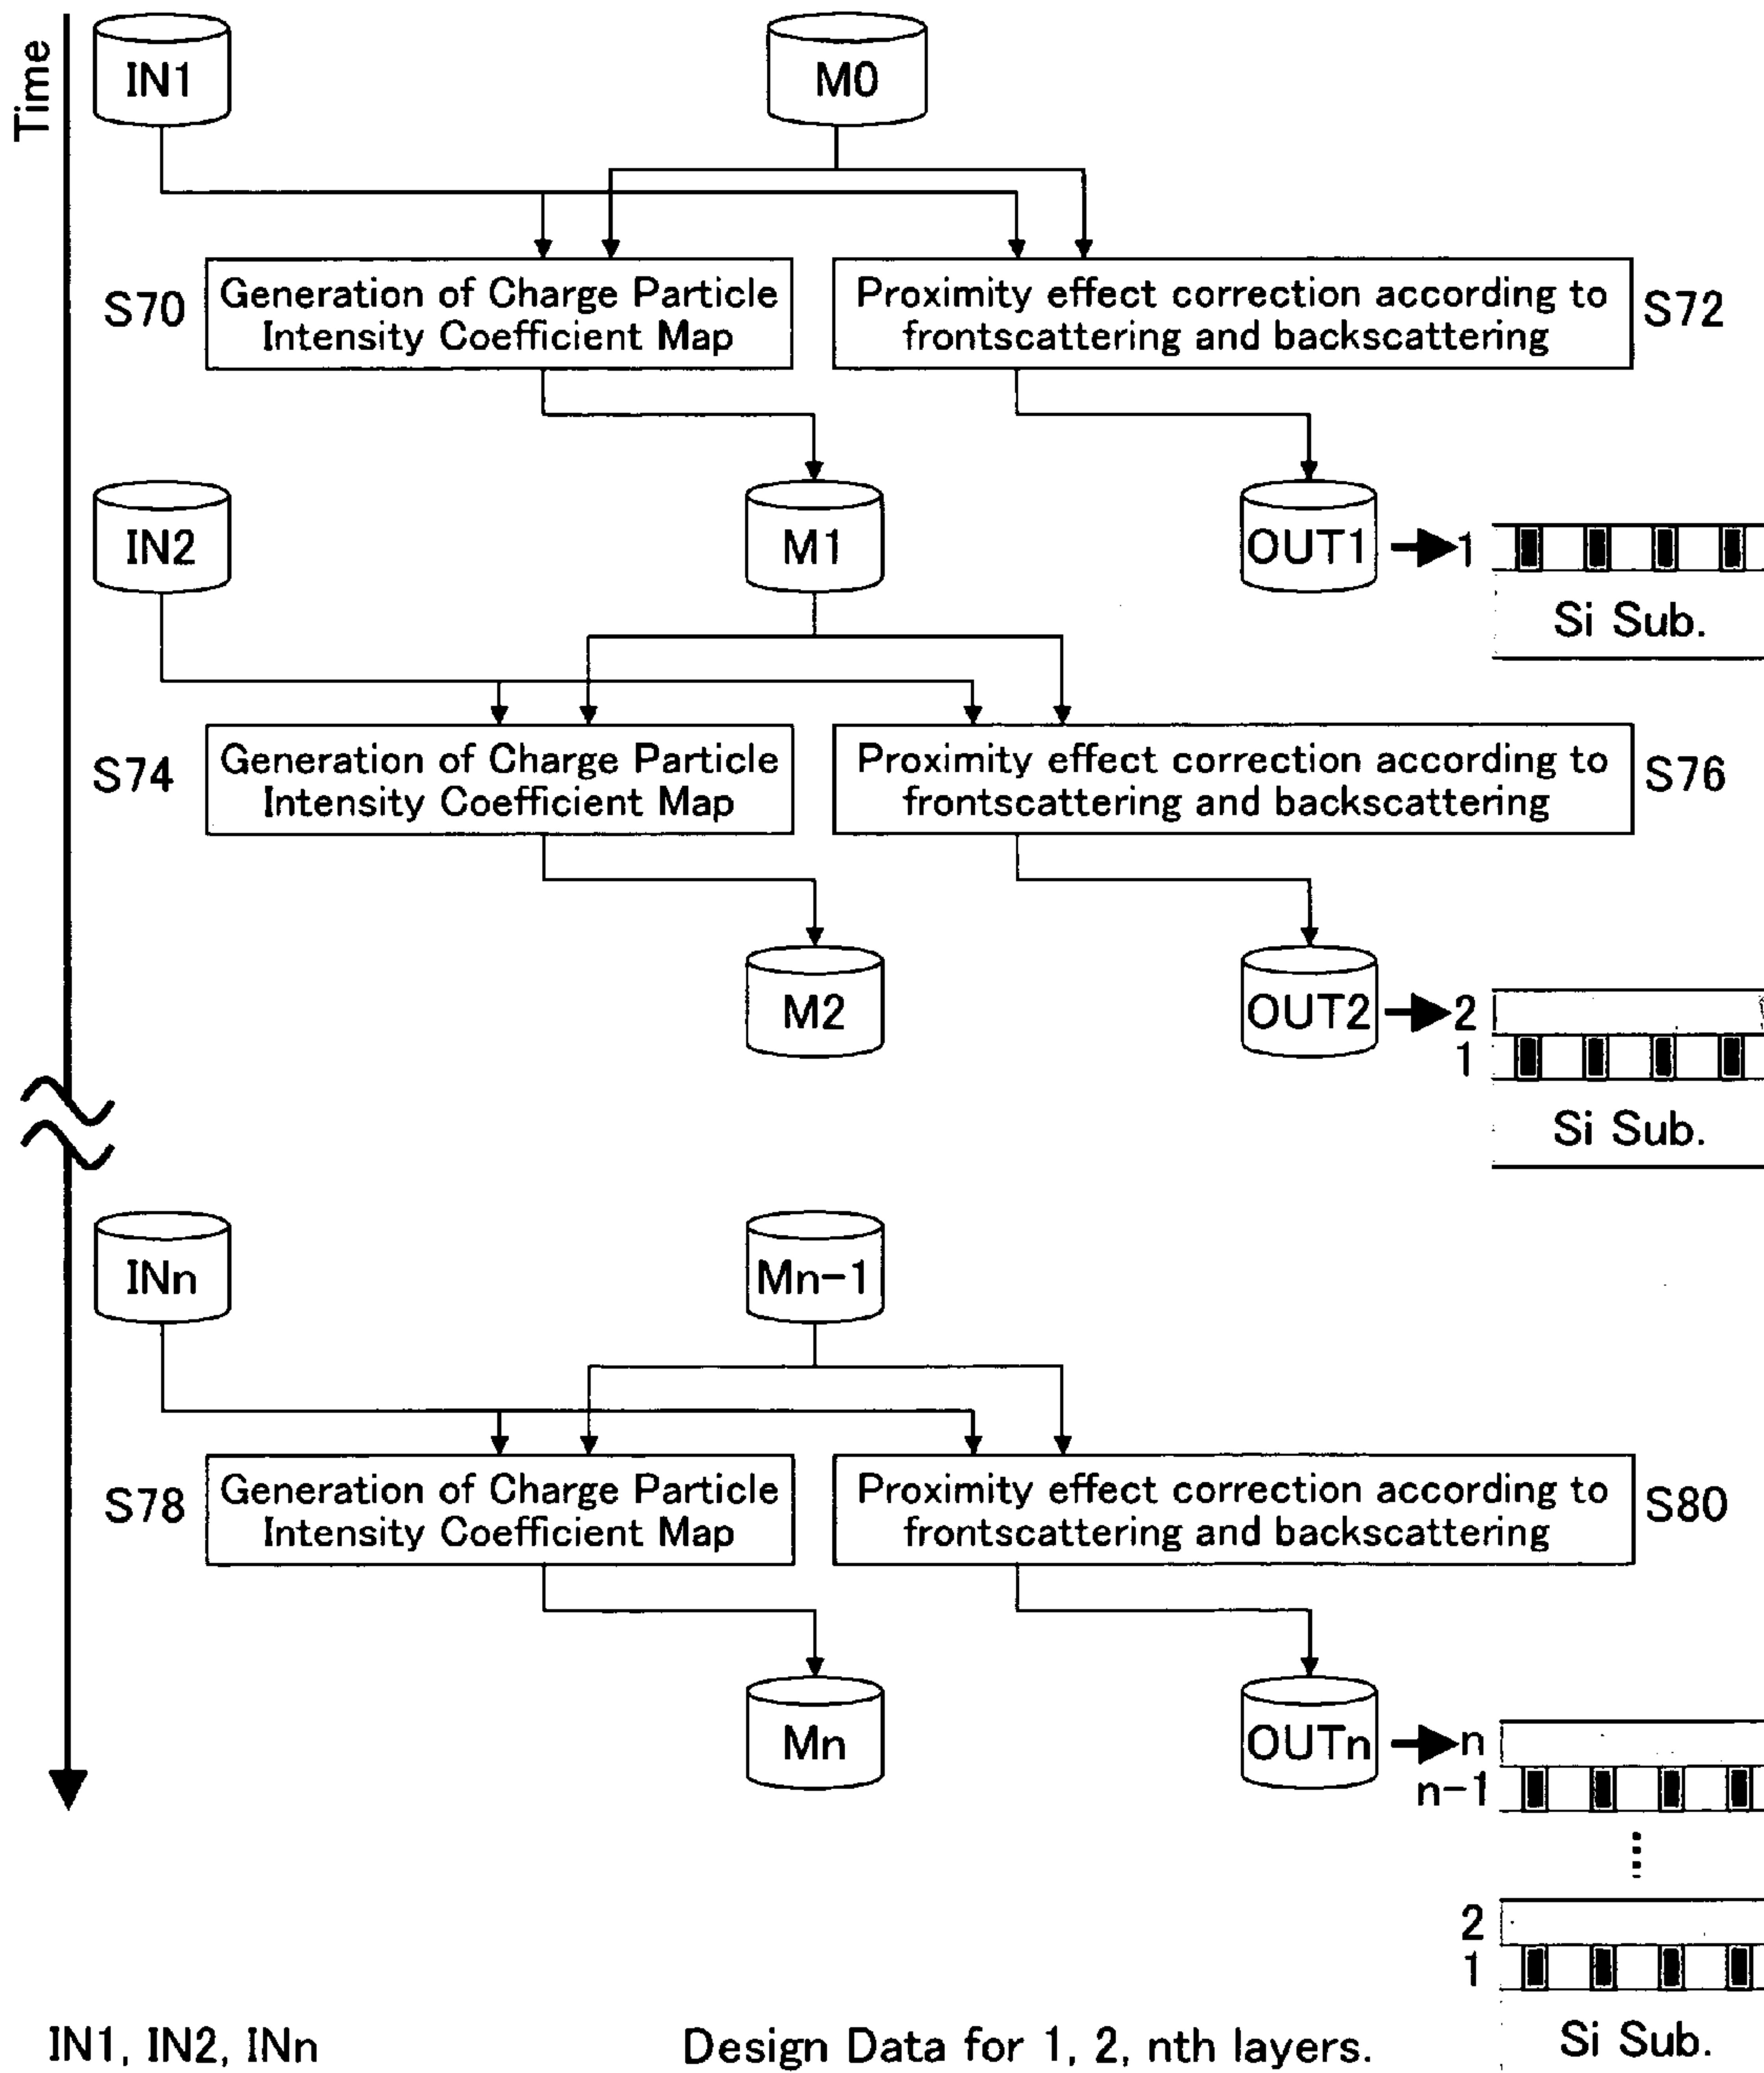 Time
IN1
M0
S70
Generation of Charge Particle
Intensity Coefficient Map
Proximity effect correction according to
frontscattering and backscattering
S72
IN2
M1
OUT1
1
Si Sub.
S74
Generation of Charge Particle
Intensity Coefficient Map
Proximity effect correction according to
frontscattering and backscattering
S76
M2
OUT2
2
1
Si Sub.
INn
Mn-1
S78
Generation of Charge Particle
Intensity Coefficient Map
Proximity effect correction according to
frontscattering and backscattering
S80
Mn
OUTn
n
n-1
2
1
Si Sub.
IN1, IN2, INn
Design Data for 1, 2, nth layers.